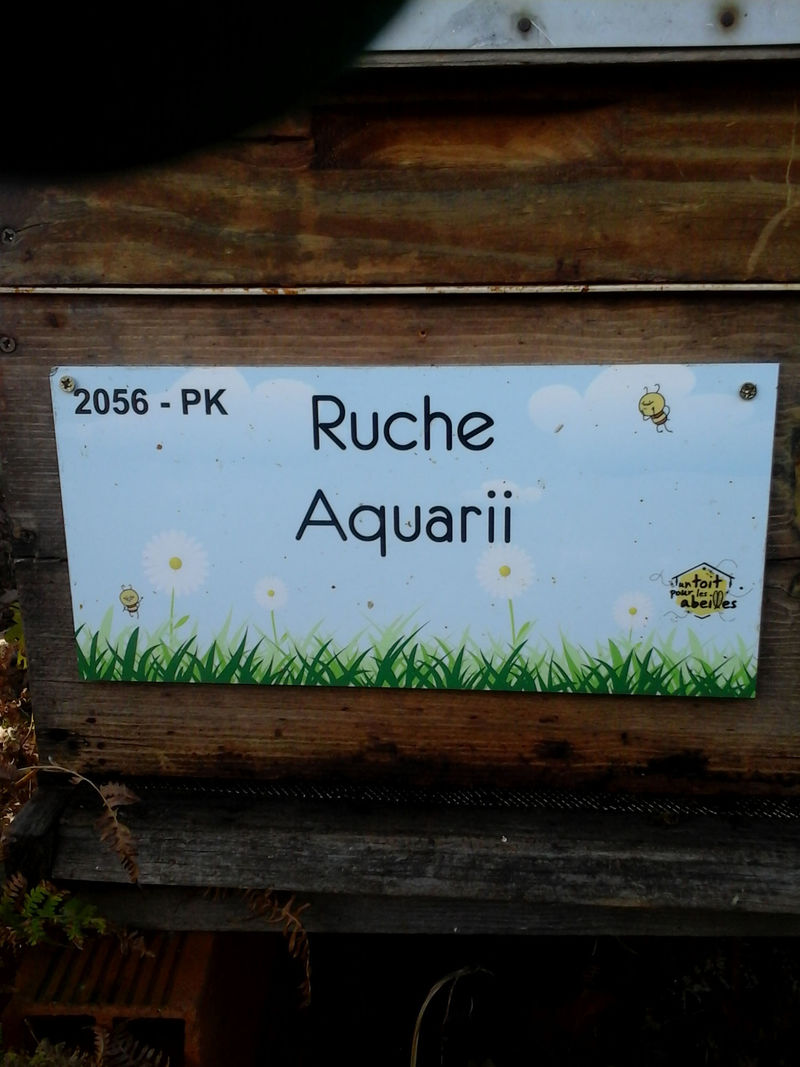 2056 - PK
Ruche
Aquarii
un toit
pour les
abeilles